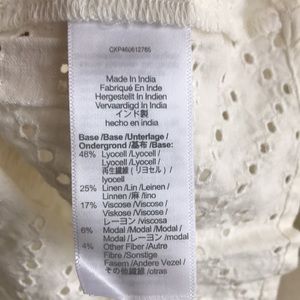 CXP460612765
Made In India
Fabriqué En Inde
Hergestellt In Indien
Vervaardigd In India
インド製
hecho en india
Base /Base /Unterlage /
Ondergrond /基布 /Base:
48% Lyocell /Lyocell /
Lyocell /Lyocell /
再生繊維 (リヨセル) /
lyocell
25% Linen /Lin /Leinen /
Linnen /麻 /lino
17% Viscose /Viscose /
Viskose /Viscose /
レーヨン /viscosa
6% Modal /Modal /Modal /
Modal /レーヨン /modal
4% Other Fiber /Autre
Fibre /Sonstige
Fasern /Andere Vezel /
その他繊維 /otras